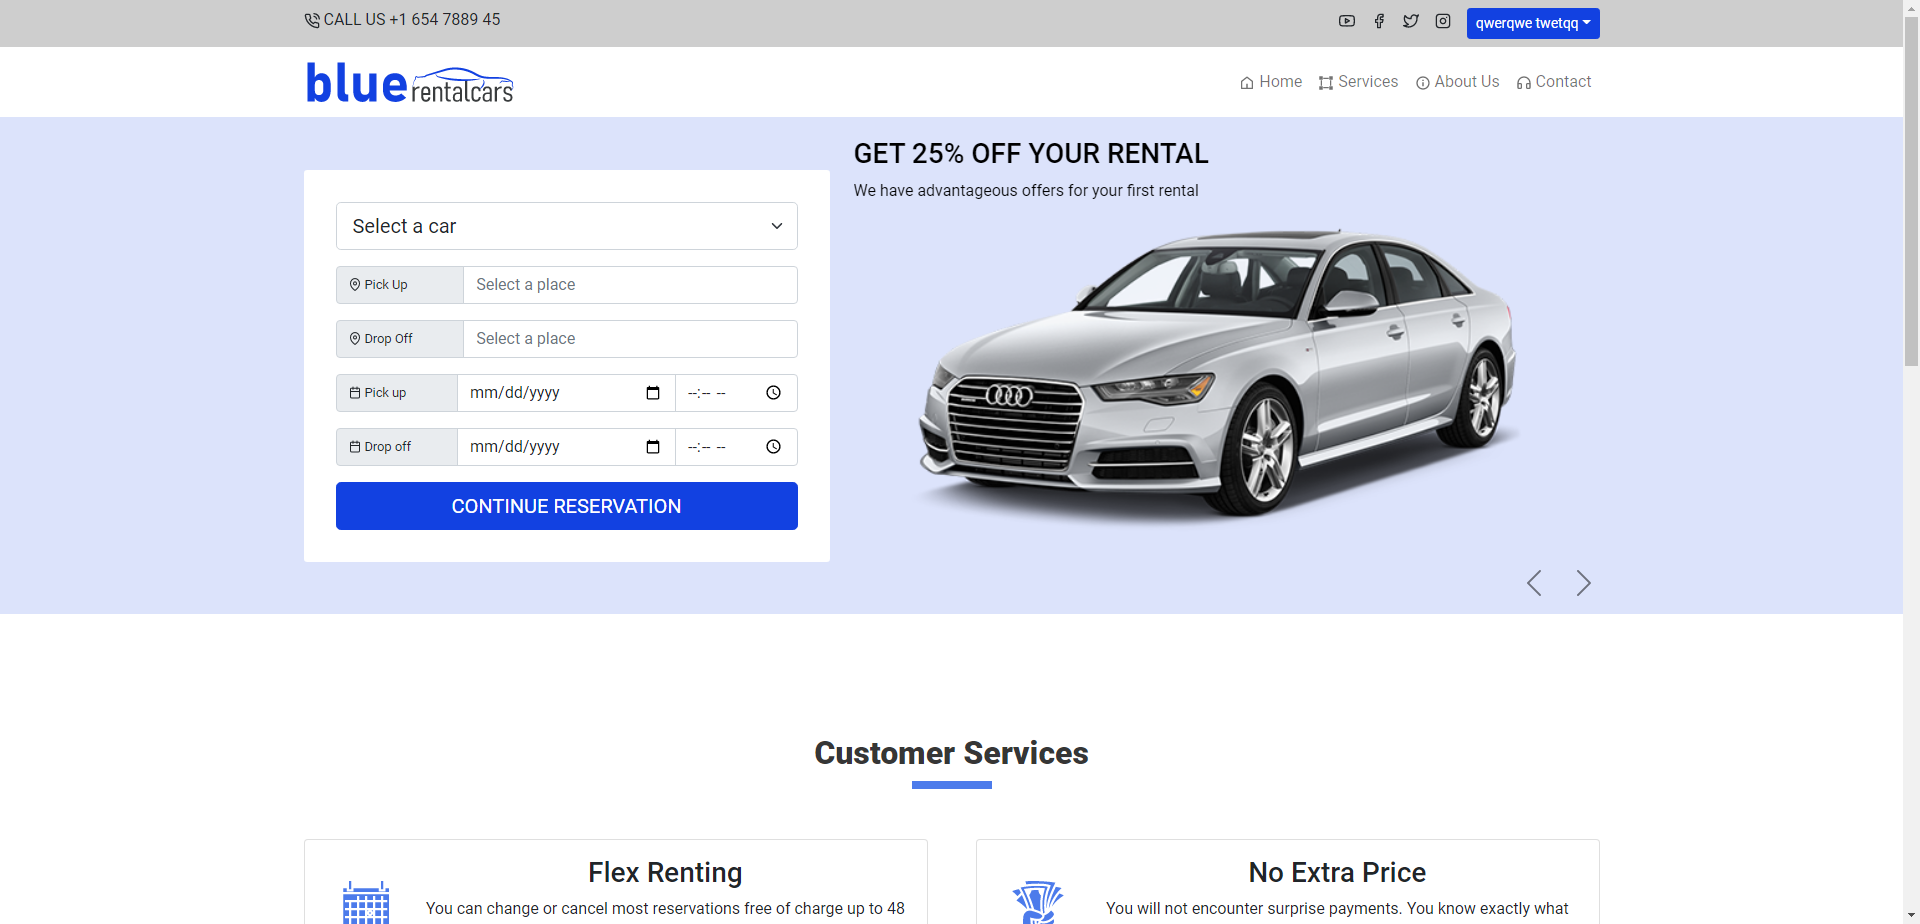 CALL US +1 654 7889 45
qwerqwe twetqq
blue rentalcars
Home
Services
About Us
Contact
GET 25% OFF YOUR RENTAL
We have advantageous offers for your first rental
Select a car
Pick Up
Select a place
Drop Off
Select a place
Pick up
mm/dd/yyyy
--:-- --
Drop off
mm/dd/yyyy
--:-- --
CONTINUE RESERVATION
Customer Services
Flex Renting
You can change or cancel most reservations free of charge up to 48
No Extra Price
You will not encounter surprise payments. You know exactly what